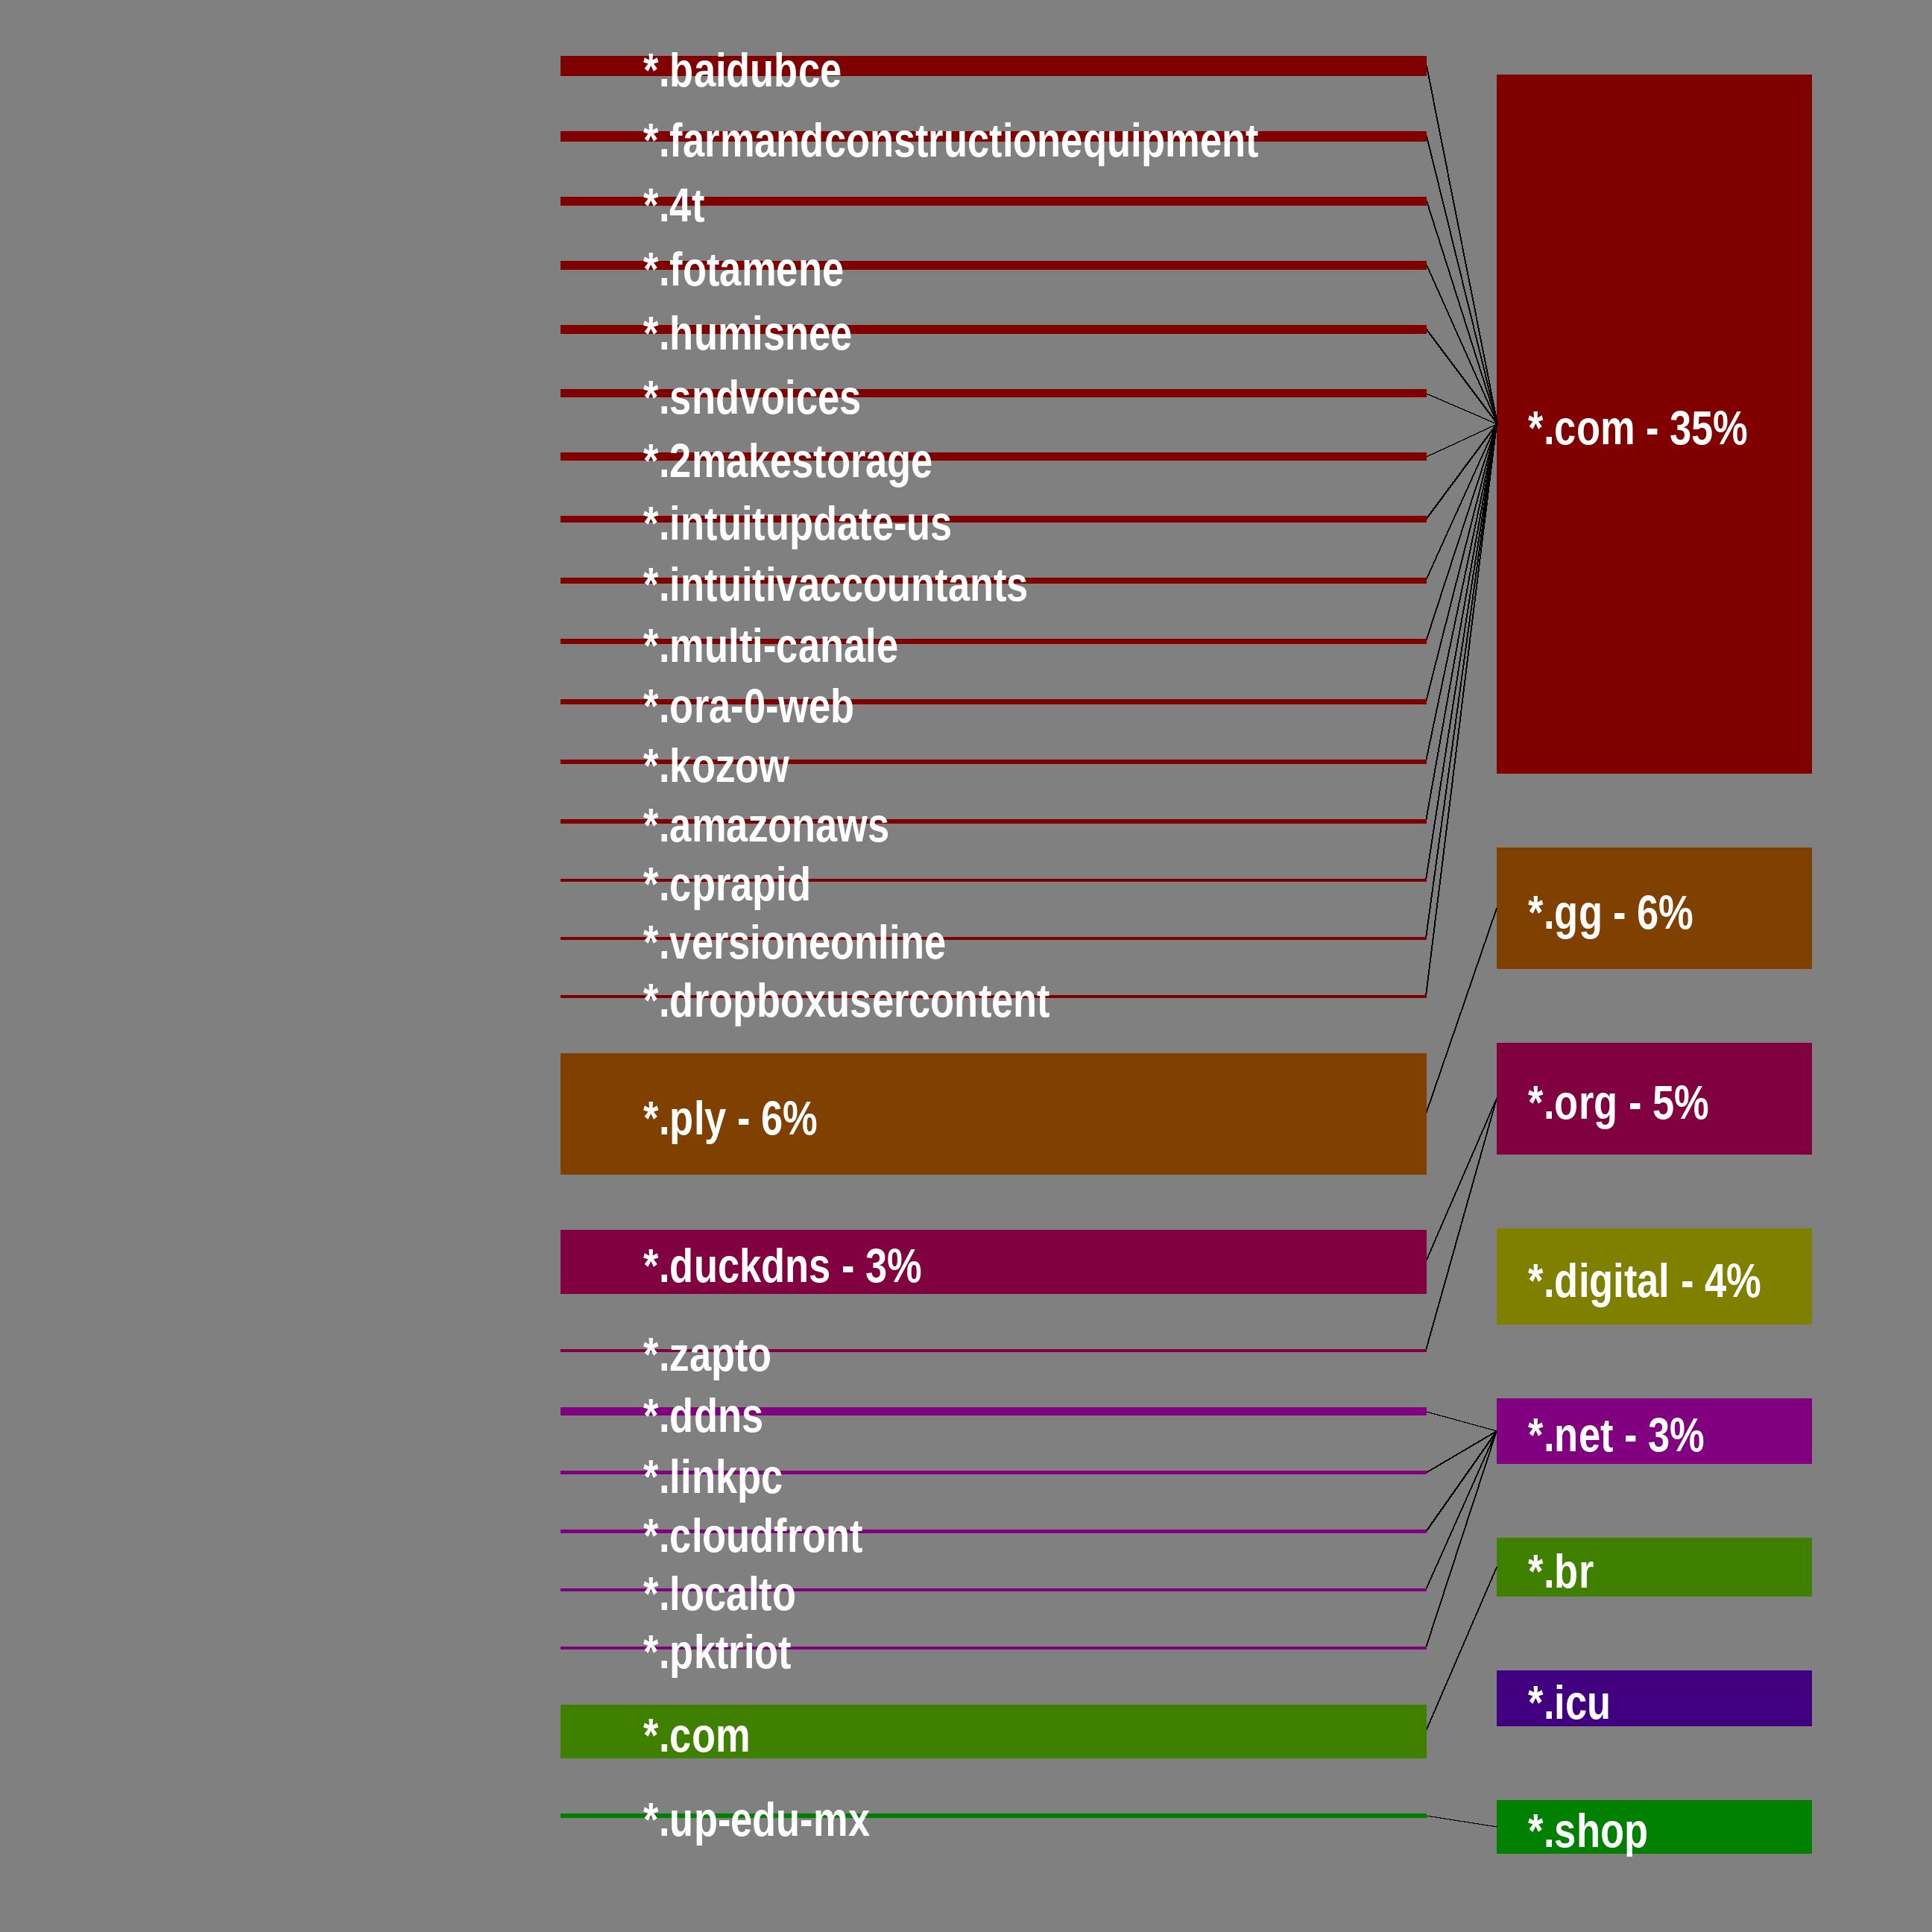 *.baidubce
*.farmandconstructionequipment
*.4t
*.fotamene
*.humisnee
*.sndvoices
*.2makestorage
*.intuitupdate-us
*.intuitivaccountants
*.multi-canale
*.ora-0-web
*.kozow
*.amazonaws
*.cprapid
*.versioneonline
*.dropboxusercontent
*.ply - 6%
*.duckdns - 3%
*.zapto
*.ddns
*.linkpc
*.cloudfront
*.localto
*.pktriot
*.com
*.up-edu-mx
*.com - 35%
*.gg - 6%
*.org - 5%
*.digital - 4%
*.net - 3%
*.br
*.icu
*.shop